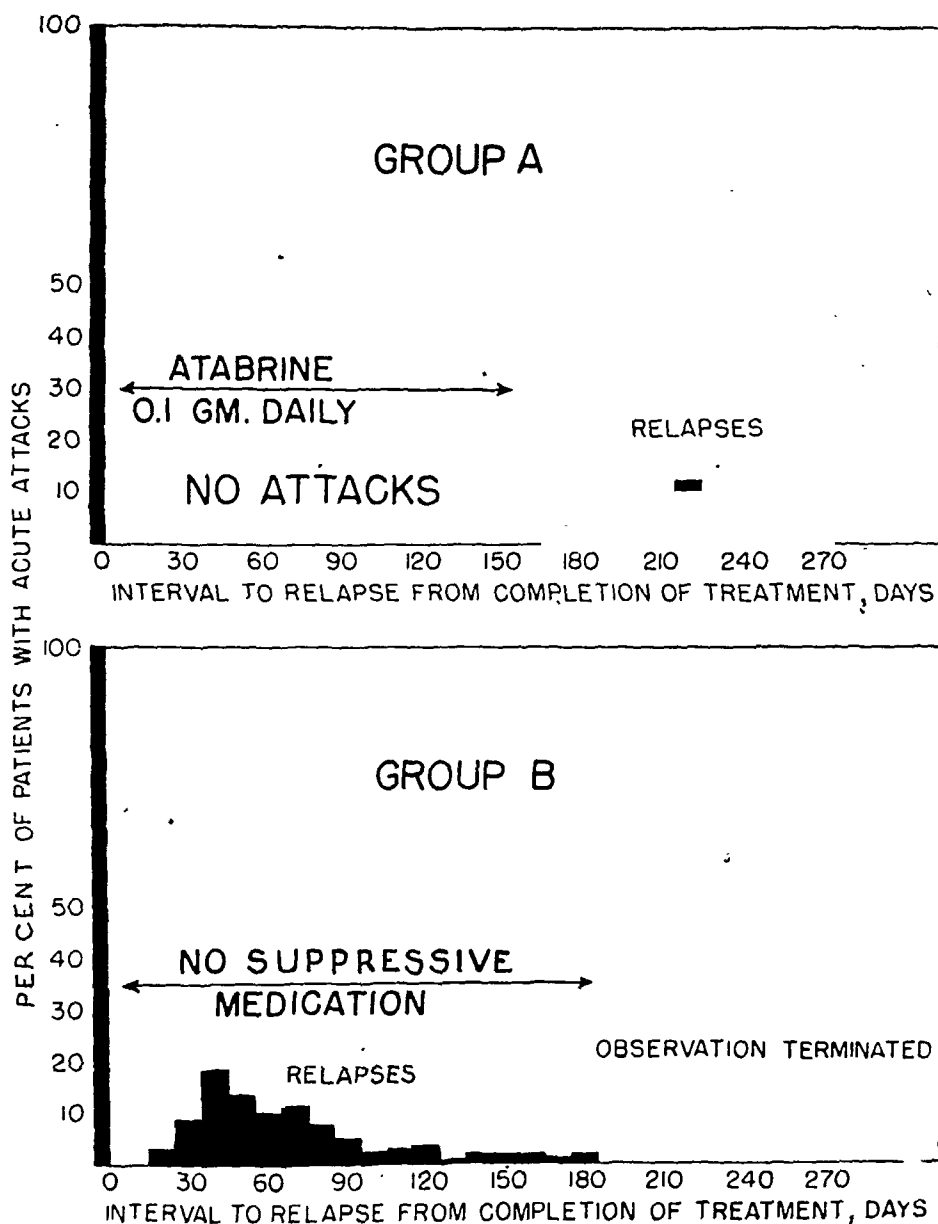 PER CENT OF PATIENTS WITH ACUTE ATTACKS
100
GROUP A
50
40
30
20
10
ATABRINE
0.1 GM. DAILY
NO ATTACKS
RELAPSES
0 30 60 90 120 150 180 210 240 270
INTERVAL TO RELAPSE FROM COMPLETION OF TREATMENT, DAYS
100
GROUP B
50
40
30
20
10
NO SUPPRESSIVE
MEDICATION
OBSERVATION TERMINATED
RELAPSES
0 30 60 90 120 150 180 210 240 270
INTERVAL TO RELAPSE FROM COMPLETION OF TREATMENT, DAYS